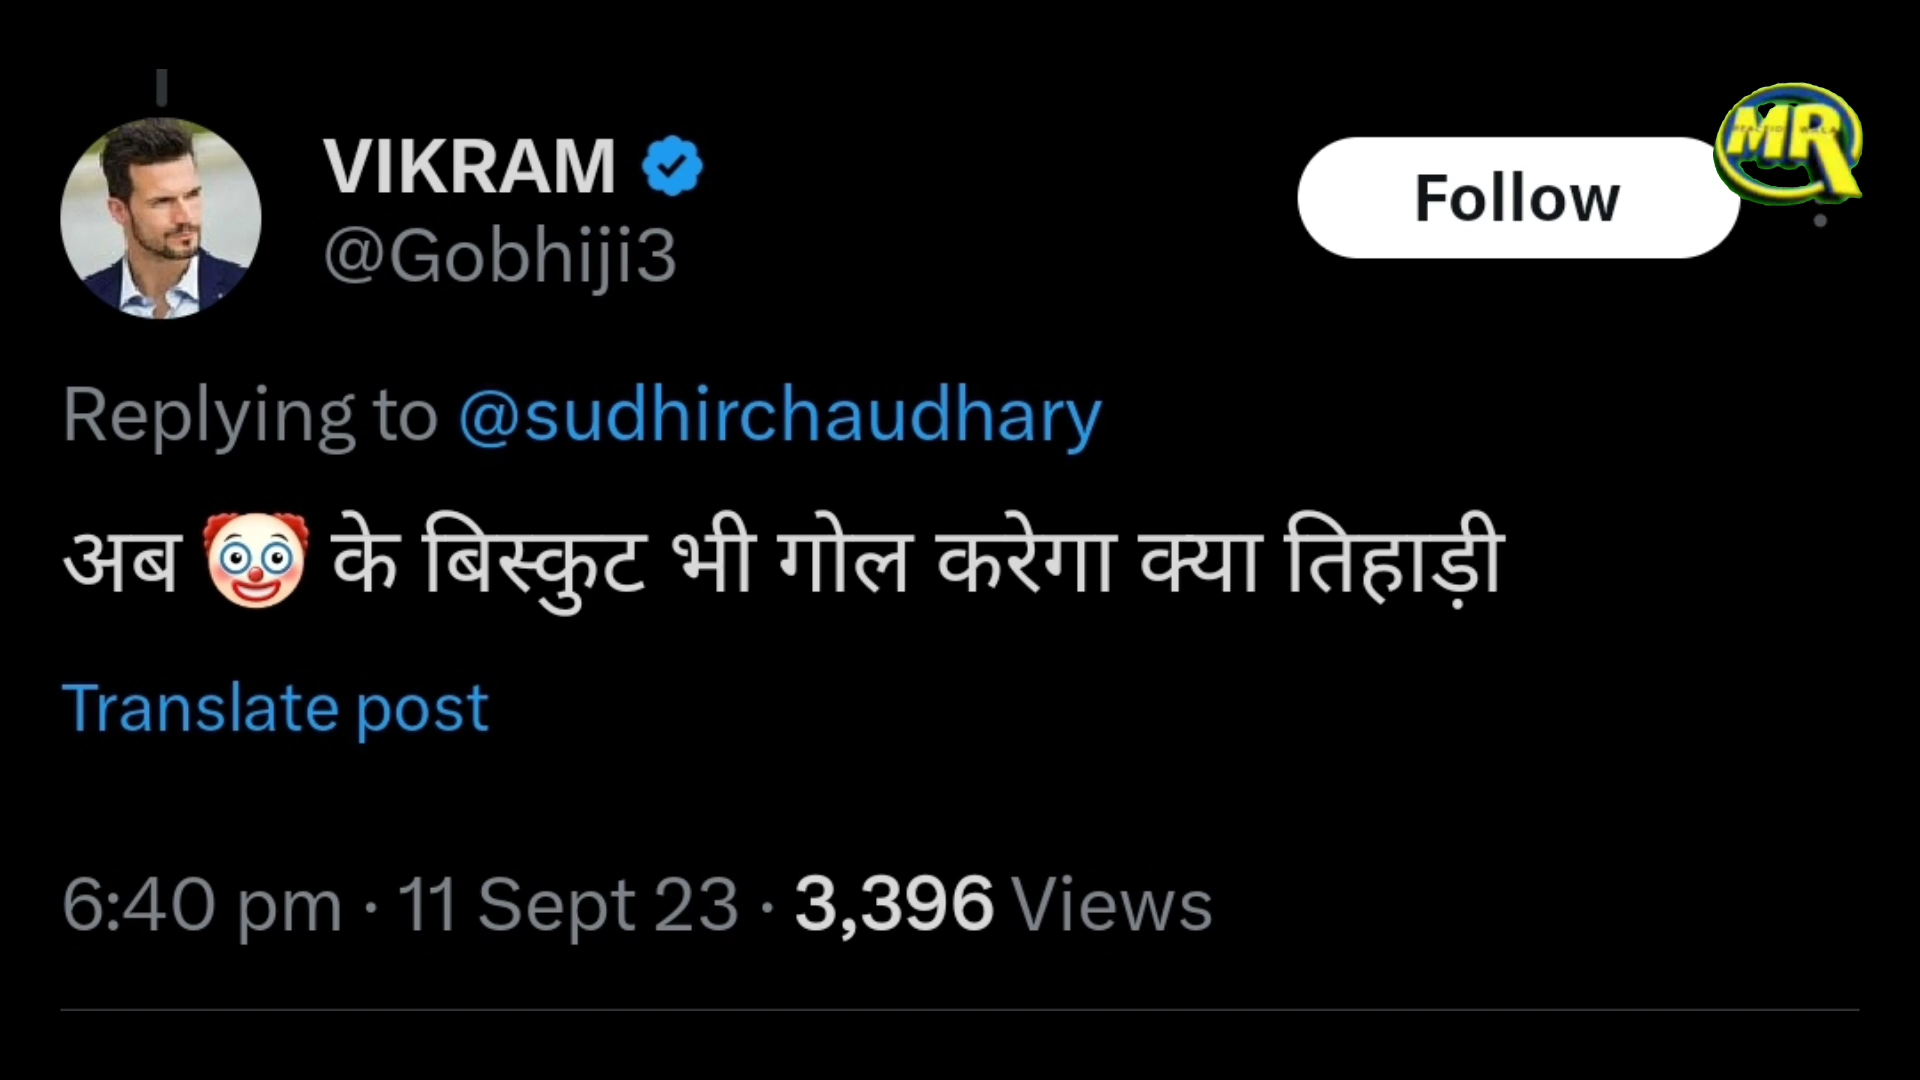 VIKRAM
@Gobhiji3
Follow
MR
Replying to @sudhirchaudhary
अब 🤡 के बिस्कुट भी गोल करेगा क्या तिहाड़ी
Translate post
6:40 pm · 11 Sept 23 · 3,396 Views